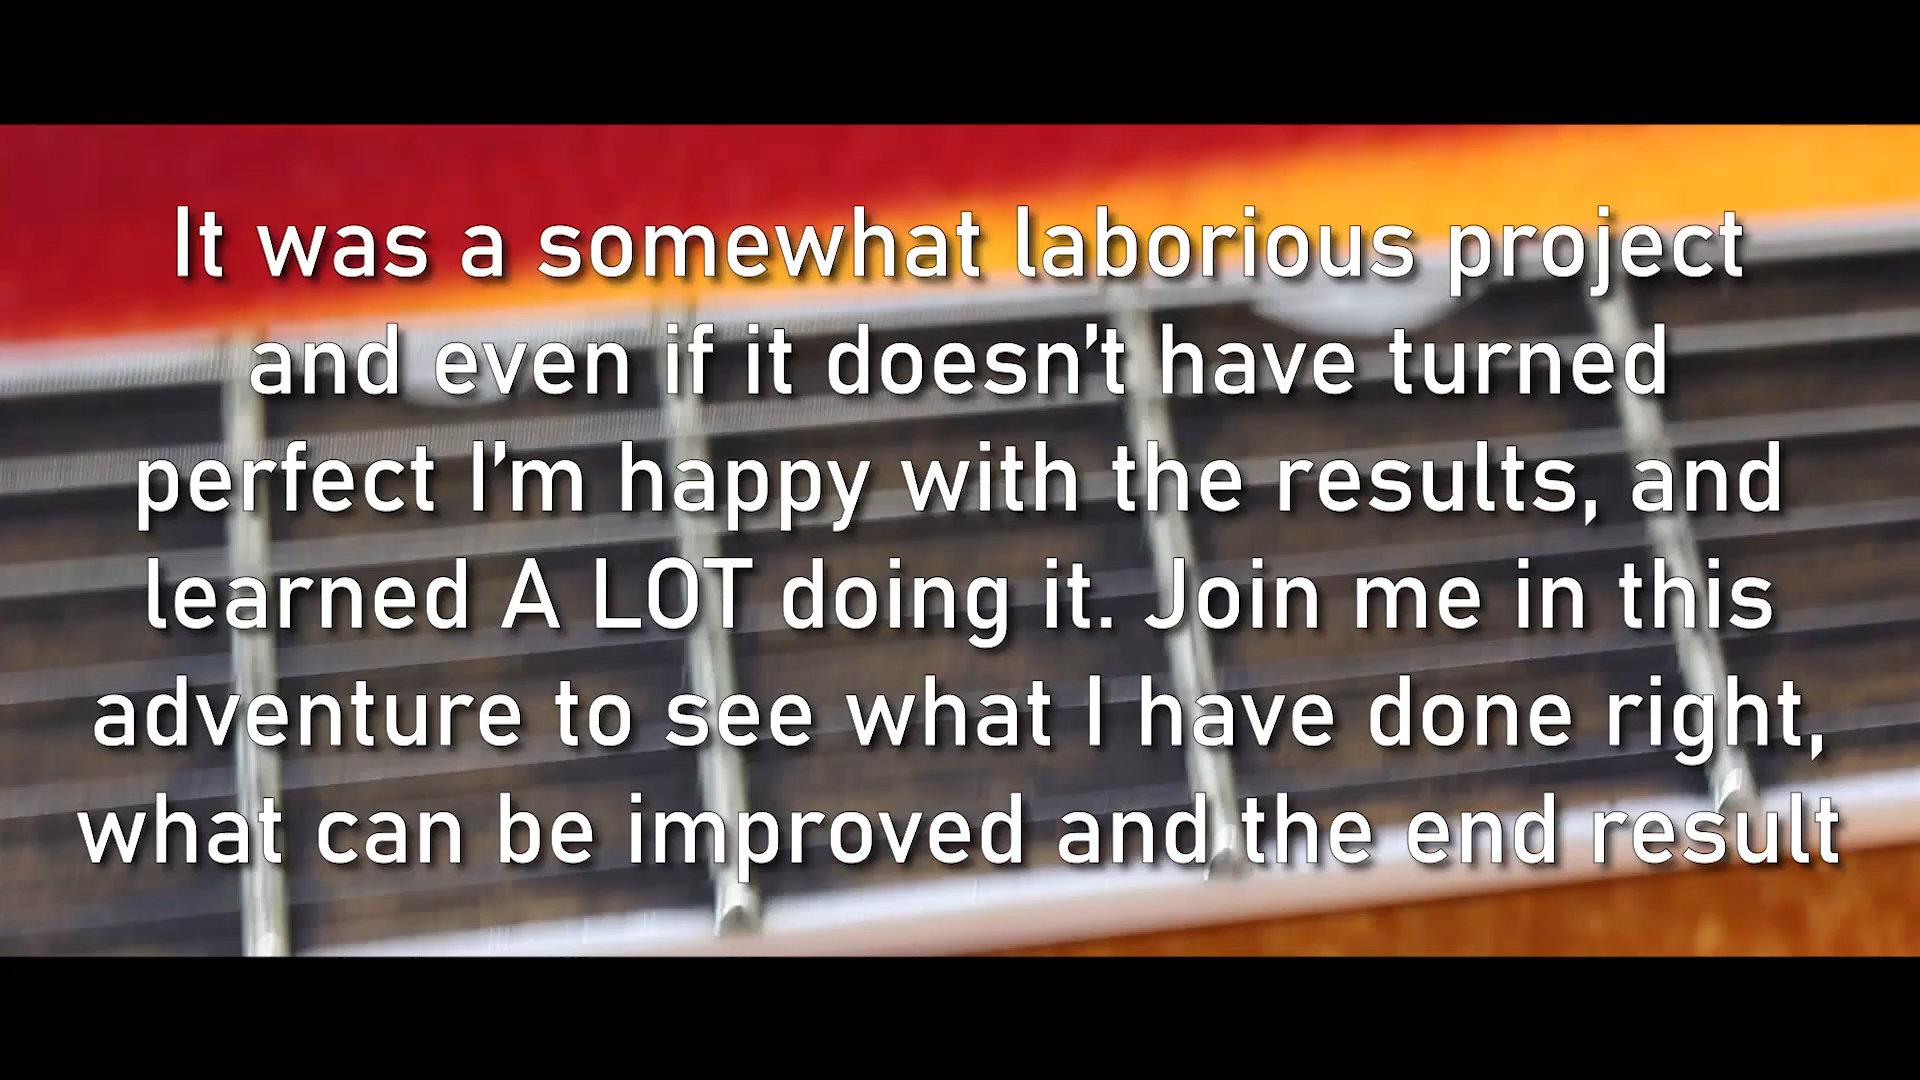 It was a somewhat laborious project
and even if it doesn’t have turned
perfect I’m happy with the results, and
learned A LOT doing it. Join me in this
adventure to see what I have done right,
what can be improved and the end result